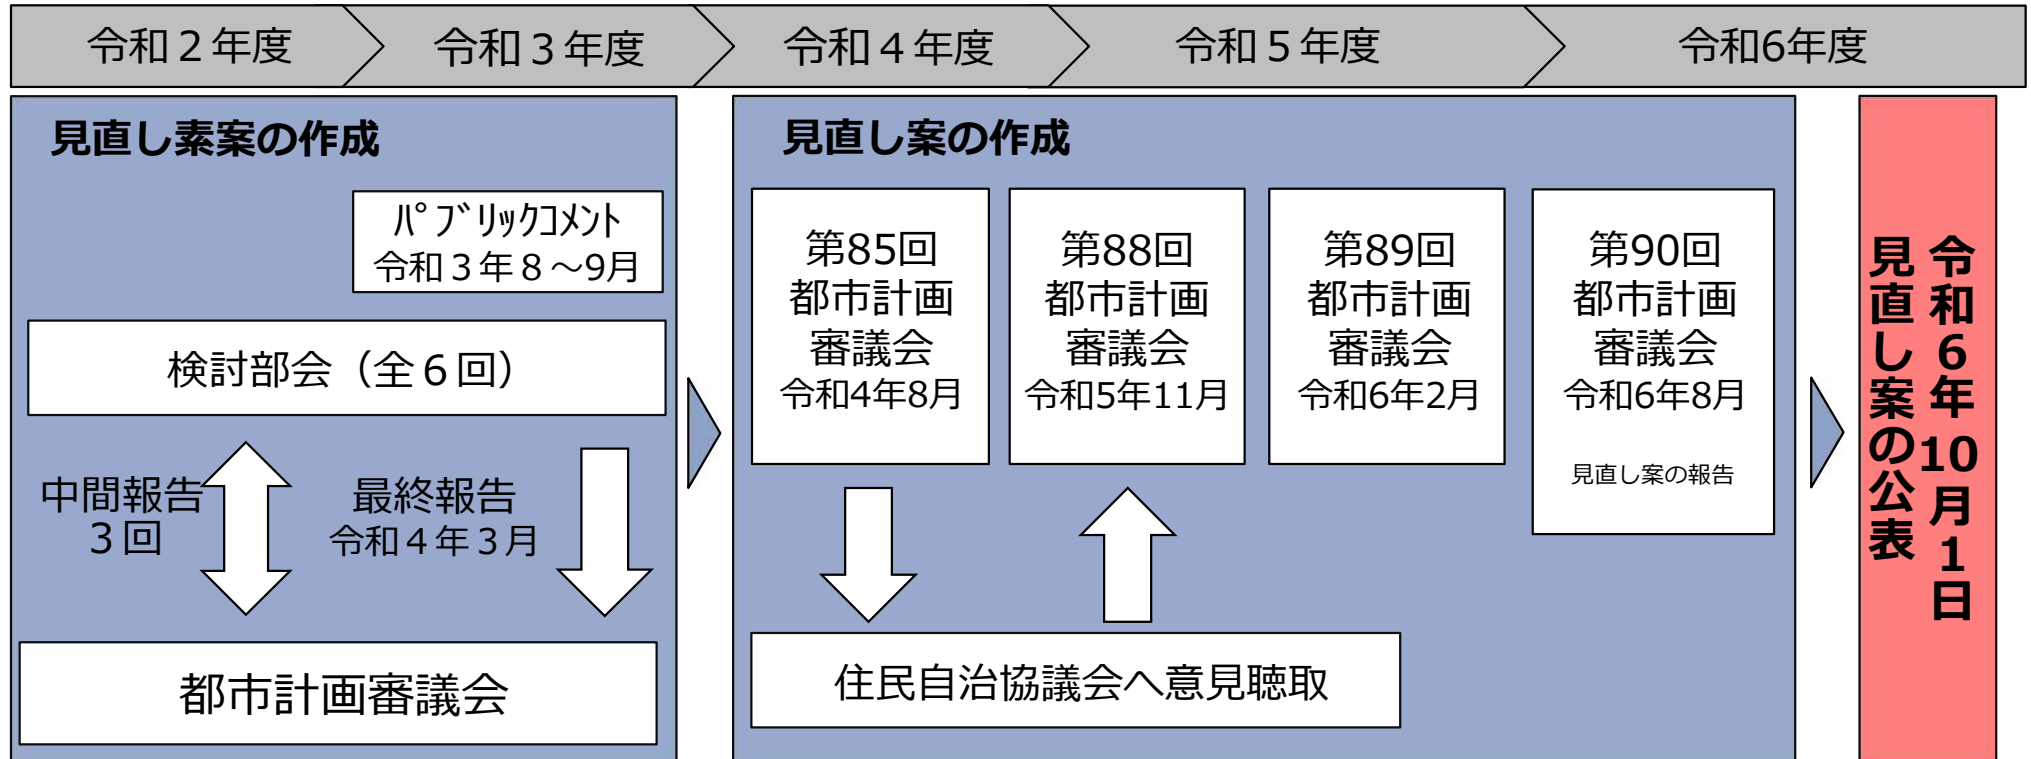 令和２年度
令和３年度
令和４年度
令和５年度
令和6年度
見直し素案の作成
ﾊﾟﾌﾞﾘｯｸｺﾒﾝﾄ
令和３年８～9月
検討部会（全６回）
中間報告
３回
最終報告
令和４年３月
都市計画審議会
見直し案の作成
第85回
都市計画
審議会
令和4年8月
第88回
都市計画
審議会
令和5年11月
第89回
都市計画
審議会
令和6年2月
第90回
都市計画
審議会
令和6年8月
見直し案の報告
住民自治協議会へ意見聴取
令和６年10月１日
見直し案の公表